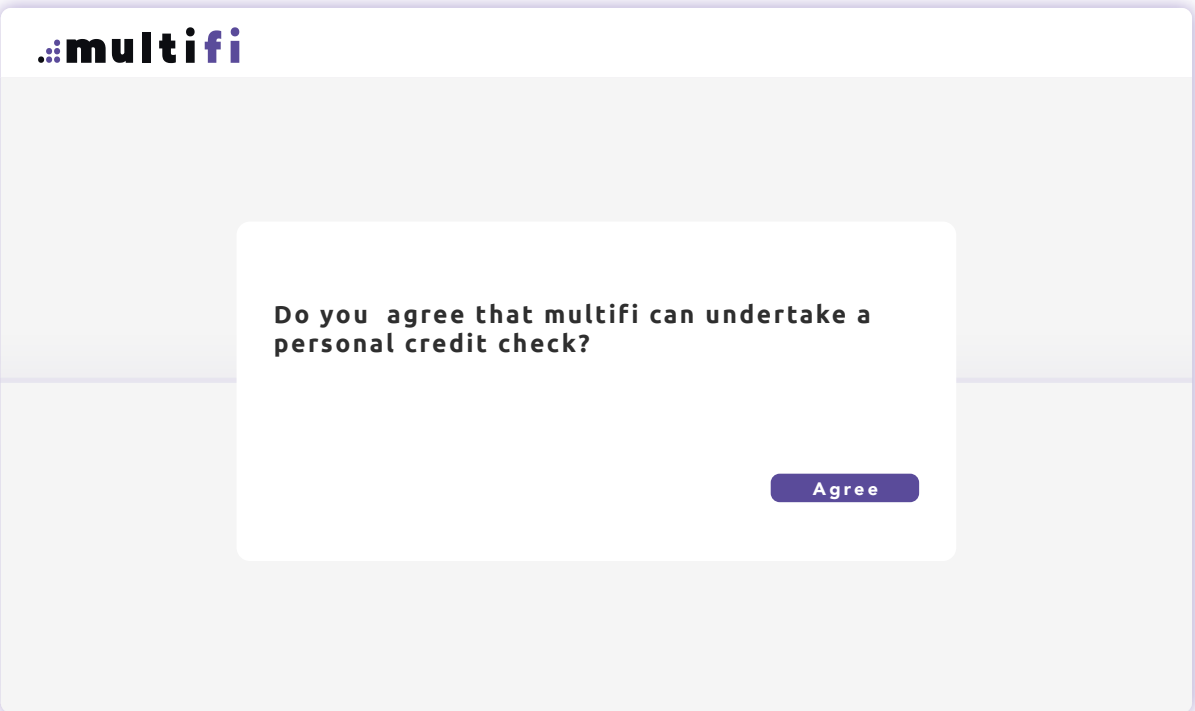 multifi
Do you  agree that multifi can undertake a
personal credit check?
Agree